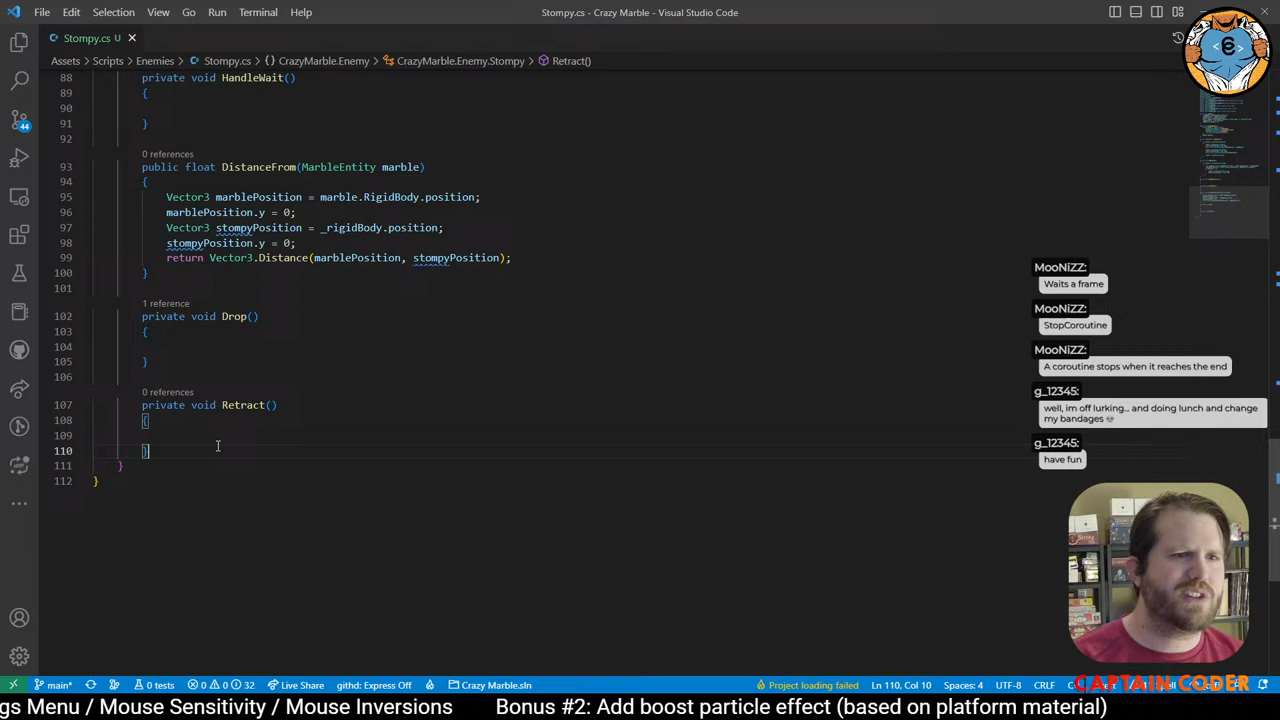 File Edit Selection View Go Run Terminal Help
Stompy.cs - Crazy Marble - Visual Studio Code
Stompy.cs U
Assets > Scripts > Enemies > Stompy.cs > {} CrazyMarble.Enemy > CrazyMarble.Enemy.Stompy > Retract()
88 private void HandleWait()
89 {
90
91 }
92
0 references
93 public float DistanceFrom(MarbleEntity marble)
94 {
95 Vector3 marblePosition = marble.RigidBody.position;
96 marblePosition.y = 0;
97 Vector3 stompyPosition = _rigidBody.position;
98 stompyPosition.y = 0;
99 return Vector3.Distance(marblePosition, stompyPosition);
100 }
101
1 reference
102 private void Drop()
103 {
104
105 }
106
0 references
107 private void Retract()
108 {
109
110 }
111 }
112 }
MooNiZZ:
Waits a frame
MooNiZZ:
StopCoroutine
MooNiZZ:
A coroutine stops when it reaches the end
g_12345:
well, im off lurking... and doing lunch and change
my bandages
g_12345:
have fun
44
CAPTAIN CODER
main* 0 tests 0 0 32 Live Share githd: Express Off Crazy Marble.sln Project loading failed Ln 110, Col 10 Spaces: 4 UTF-8 CRLF
gs Menu / Mouse Sensitivity / Mouse Inversions Bonus #2: Add boost particle effect (based on platform material)